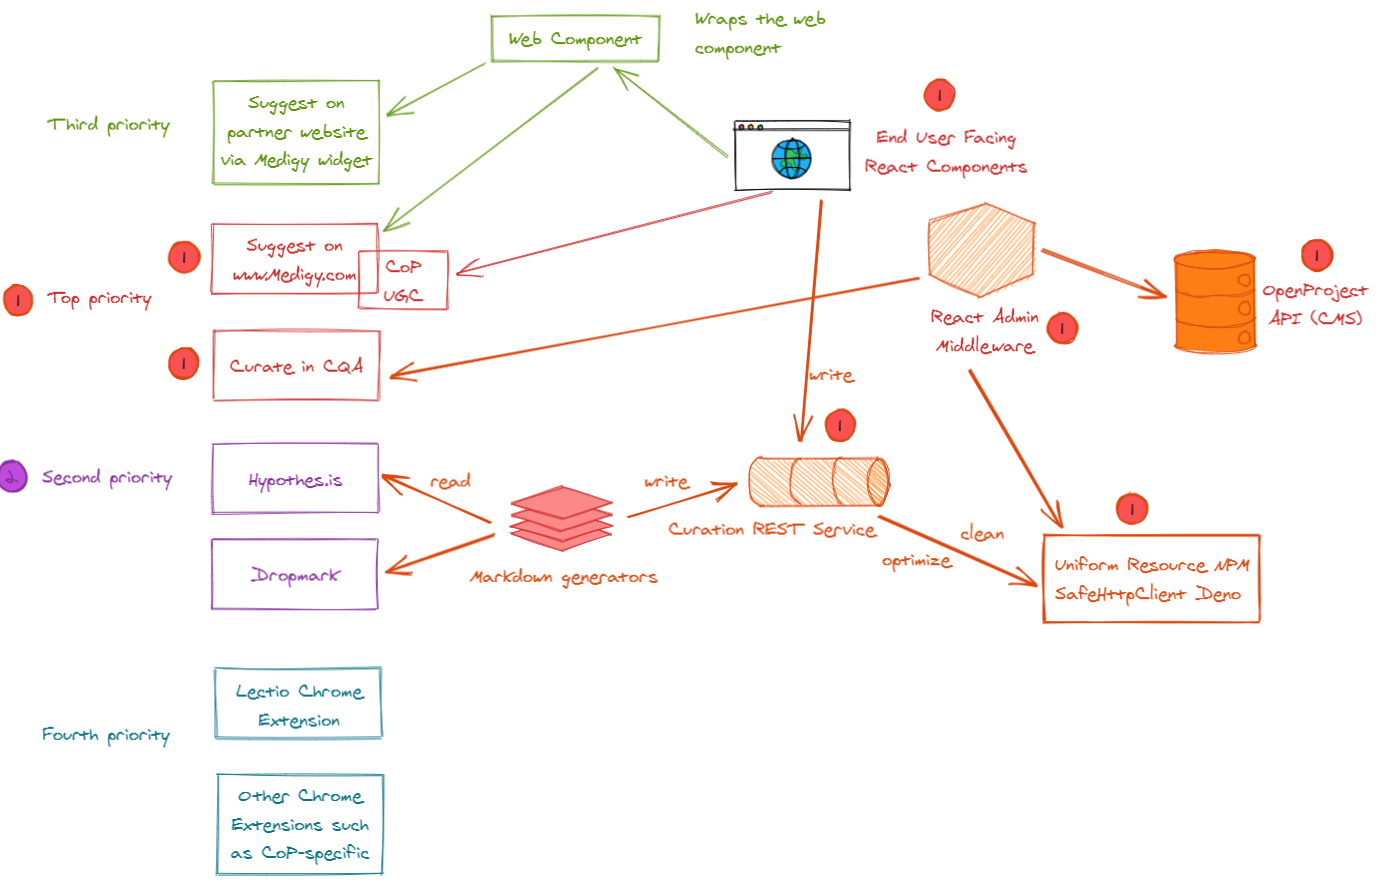 Web Component
Wraps the web
component
Third priority
Suggest on
partner website
via Medigy widget
1
End User Facing
React Components
1
Suggest on
www.Medigy.com
CoP
UGC
1
Top priority
1
Curate in CQA
React Admin
Middleware
1
1
OpenProject
API (CMS)
write
1
2
Second priority
Hypothes.is
read
write
Curation REST Service
Dropmark
Markdown generators
clean
optimize
1
Uniform Resource NPM
SafeHttpClient Deno
Fourth priority
Lectio Chrome
Extension
Other Chrome
Extensions such
as CoP-specific